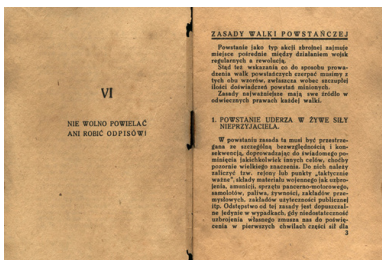 VI
NIE WOLNO POWIELAĆ
ANI ROBIĆ ODPISÓW!
ZASADY WALKI POWSTAŃCZEJ
Powstanie jako typ akcji zbrojnej zajmuje
miejsce pośrednie między działaniem wojsk
regularnych a rewolucją.
Stąd też wskazania co do sposobu prowa-
dzenia walk powstańczych czerpać musimy z
tych obu wzorów, zwłaszcza wobec szczupłej
ilości doświadczeń powstań minionych.
Zasady najważniejsze mają swe źródło w
odwiecznych prawach każdej walki.
1. POWSTANIE UDERZA W ŻYWE SIŁY
NIEPRZYJACIELA.
W powstaniu zasada ta musi być przestrze-
gana ze szczególną bezwzględnością i kon-
sekwencją, doprowadzając do świadomego po-
minięcia jakichkolwiek innych celów, choćby
pozornie wielkiego znaczenia. Do nich należy
zaliczyć tzw. rejony lub punkty „taktycznie
ważne", składy materiału wojennego jak uzbro-
jenia, amunicji, sprzętu pancerno-motorowego,
samolotów, paliwa, żywności, zakładów prze-
mysłowych, zakładów użyteczności publicznej
itp. Odstępstwo od tej zasady jest dopuszczal-
ne jedynie w wypadkach, gdy niedostateczność
uzbrojenia własnego zmusza nas do poświę-
cenia w pierwszych chwilach części sił dla
3